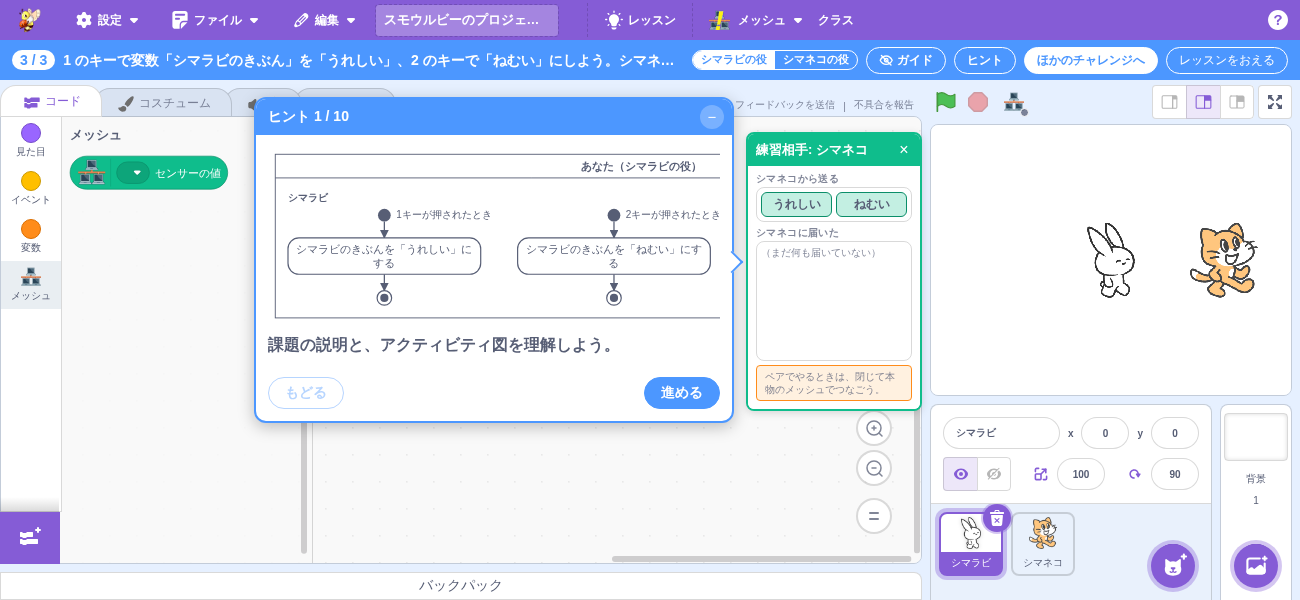 設定
ファイル
編集
スモウルビーのプロジェ…
レッスン
メッシュ
クラス
?
3 / 3
1 のキーで変数「シマラビのきぶん」を「うれしい」、2 のキーで「ねむい」にしよう。シマネ…
シマラビの役
シマネコの役
ガイド
ヒント
ほかのチャレンジへ
レッスンをおえる
コード
コスチューム
フィードバックを送信 | 不具合を報告
見た目
イベント
変数
メッシュ
メッシュ
センサーの値
ヒント 1 / 10
あなた（シマラビの役）
シマラビ
1キーが押されたとき
シマラビのきぶんを「うれしい」に
する
2キーが押されたとき
シマラビのきぶんを「ねむい」にす
る
課題の説明と、アクティビティ図を理解しよう。
もどる
進める
練習相手: シマネコ
シマネコから送る
うれしい
ねむい
シマネコに届いた
（まだ何も届いていない）
ペアでやるときは、閉じて本
物のメッシュでつなごう。
シマラビ
x
0
y
0
100
90
シマラビ
シマネコ
背景
1
バックパック